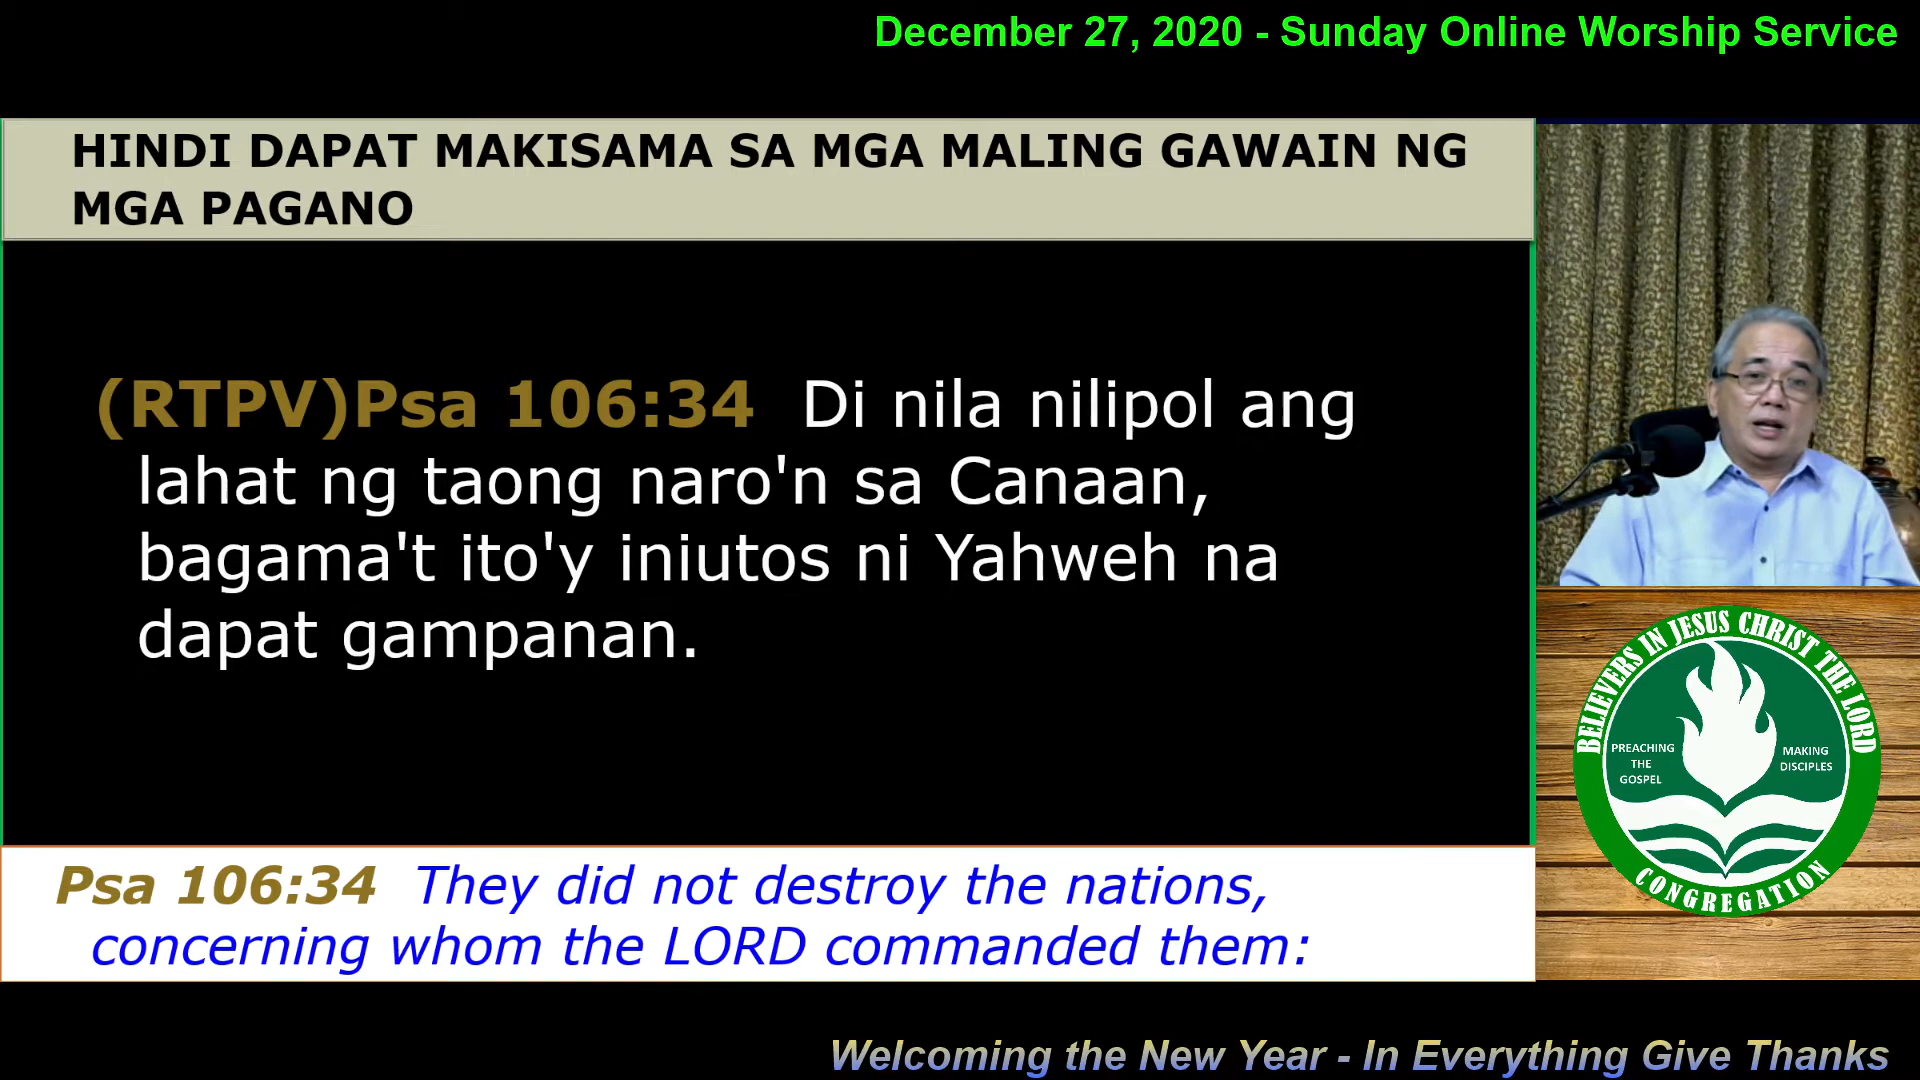 December 27, 2020 - Sunday Online Worship Service
HINDI DAPAT MAKISAMA SA MGA MALING GAWAIN NG
MGA PAGANO
(RTPV)Psa 106:34 Di nila nilipol ang
lahat ng taong naro'n sa Canaan,
bagama't ito'y iniutos ni Yahweh na
dapat gampanan.
Psa 106:34 They did not destroy the nations,
concerning whom the LORD commanded them:
BELIEVERS IN JESUS CHRIST THE LORD
PREACHING
THE
GOSPEL
MAKING
DISCIPLES
CONGREGATION
Welcoming the New Year - In Everything Give Thanks